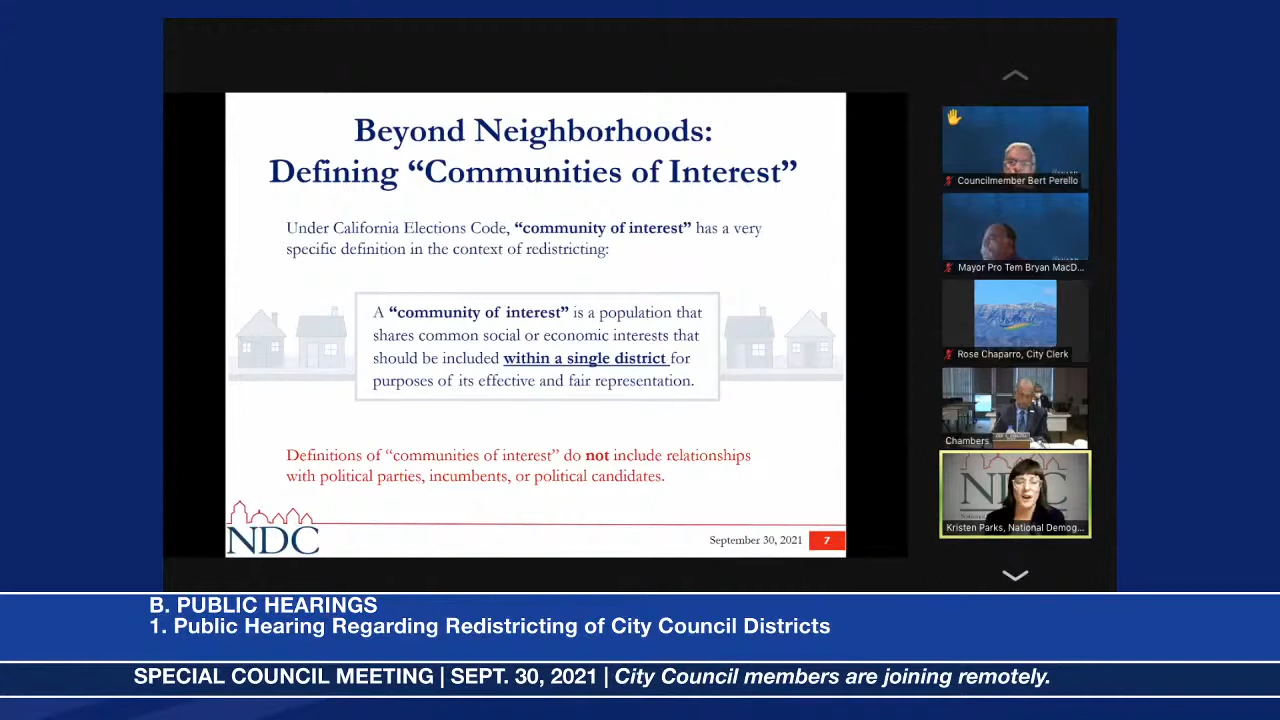 Beyond Neighborhoods:
Defining “Communities of Interest”
Under California Elections Code, “community of interest” has a very
specific definition in the context of redistricting:
A “community of interest” is a population that
shares common social or economic interests that
should be included within a single district for
purposes of its effective and fair representation.
Definitions of “communities of interest” do not include relationships
with political parties, incumbents, or political candidates.
NDC
September 30, 2021
7
Councilmember Bert Perello
Mayor Pro Tem Bryan MacD...
Rose Chaparro, City Clerk
Chambers
NDC
Kristen Parks, National Demog...
B. PUBLIC HEARINGS
1. Public Hearing Regarding Redistricting of City Council Districts
SPECIAL COUNCIL MEETING | SEPT. 30, 2021 | City Council members are joining remotely.